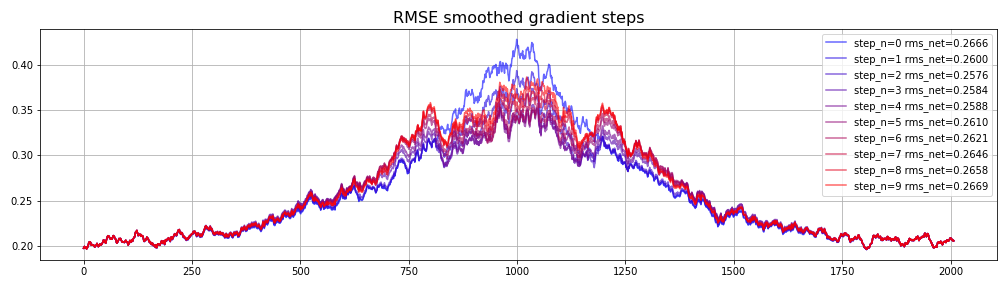 RMSE smoothed gradient steps
0.40
0.35
0.30
0.25
0.20
0
250
500
750
1000
1250
1500
1750
2000
step_n=0 rms_net=0.2666
step_n=1 rms_net=0.2600
step_n=2 rms_net=0.2576
step_n=3 rms_net=0.2584
step_n=4 rms_net=0.2588
step_n=5 rms_net=0.2610
step_n=6 rms_net=0.2621
step_n=7 rms_net=0.2646
step_n=8 rms_net=0.2658
step_n=9 rms_net=0.2669